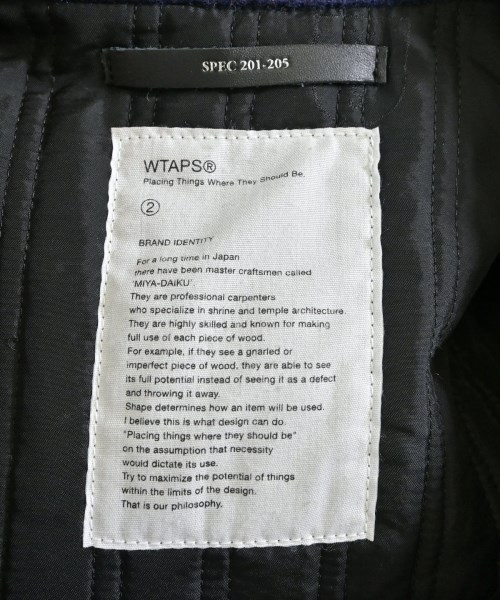 SPEC 201-205
WTAPS®
Placing Things Where They Should Be.
②
BRAND IDENTITY
For a long time in Japan
there have been master craftsmen called
'MIYA-DAIKU'.
They are professional carpenters
who specialize in shrine and temple architecture.
They are highly skilled and known for making
full use of each piece of wood.
For example, if they see a gnarled or
imperfect piece of wood, they are able to see
its full potential instead of seeing it as a defect
and throwing it away.
Shape determines how an item will be used.
I believe this is what design can do.
"Placing things where they should be"
on the assumption that necessity
would dictate its use.
Try to maximize the potential of things
within the limits of the design.
That is our philosophy.